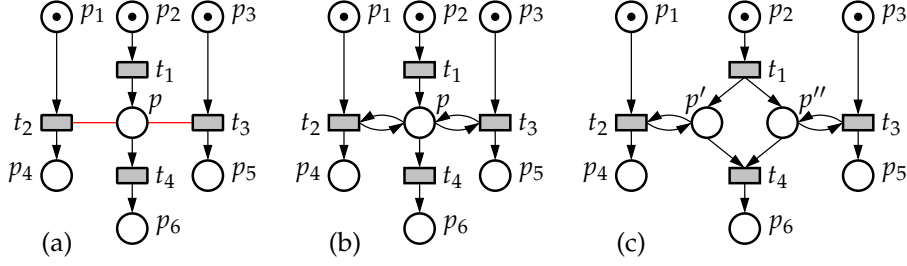 p₁ p₂ p₃ p₁ p₂ p₃ p₁ p₂ p₃
t₁ t₁ t₁
p p p′ p″
t₂ t₃ t₂ t₃ t₂ t₃
p₄ t₄ p₅ p₄ t₄ p₅ p₄ t₄ p₅
(a) p₆ (b) p₆ (c) p₆